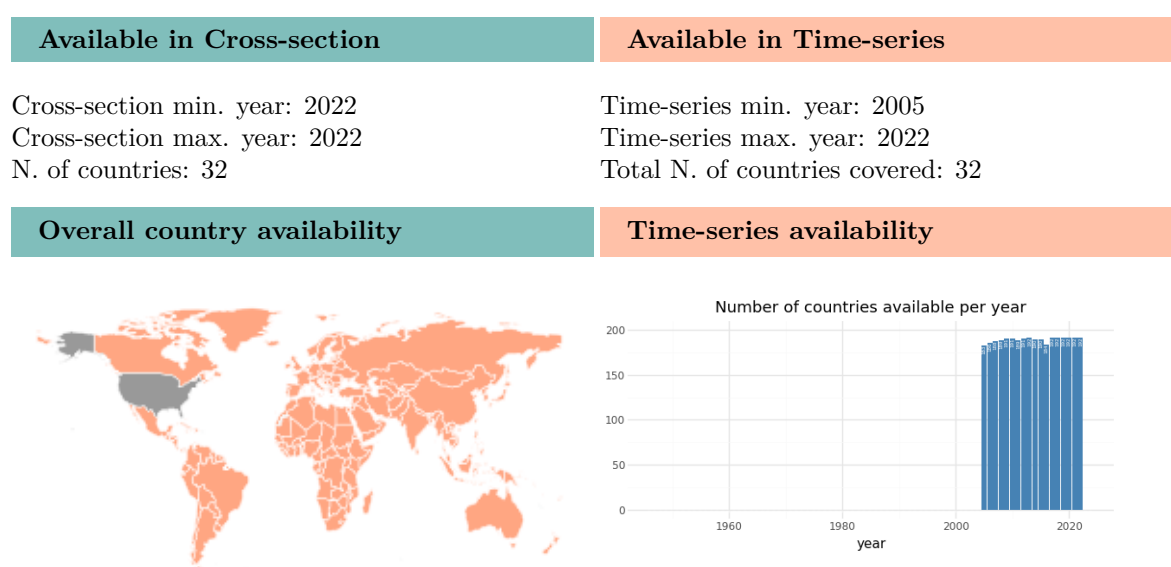 Available in Cross-section
Available in Time-series
Cross-section min. year: 2022
Cross-section max. year: 2022
N. of countries: 32
Time-series min. year: 2005
Time-series max. year: 2022
Total N. of countries covered: 32
Overall country availability
Time-series availability
Number of countries available per year
200
150
100
50
0
1960
1980
2000
2020
year